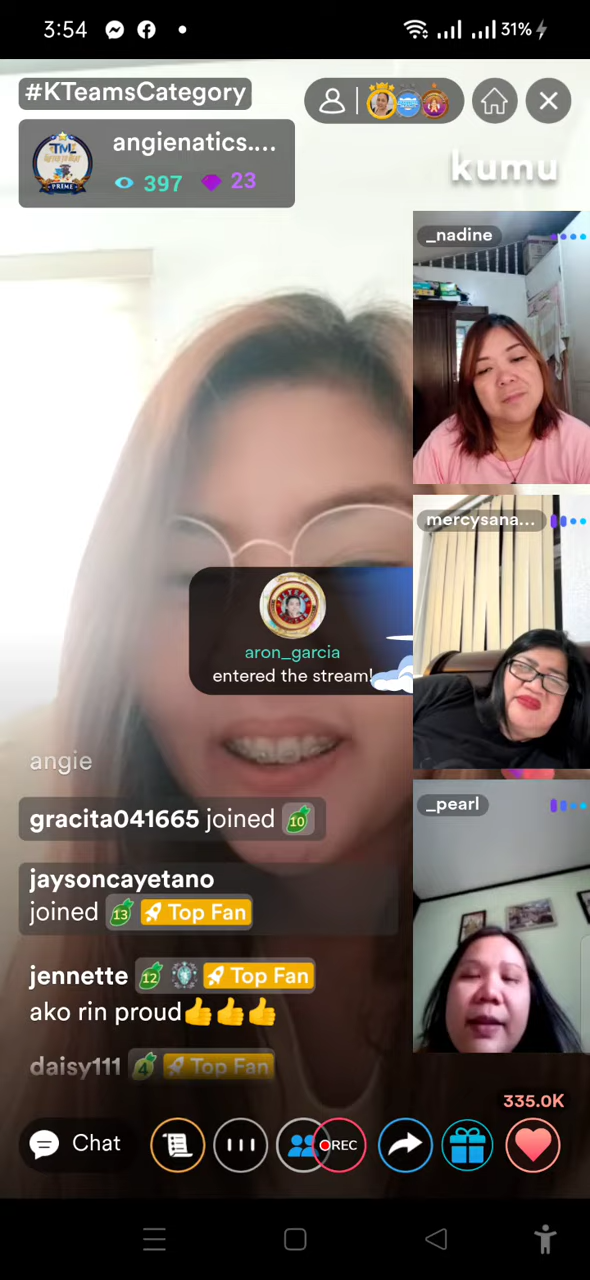 3:54
31%
#KTeamsCategory
angienatics....
397
23
kumu
_nadine
mercysana...
aron_garcia
entered the stream!
angie
gracita041665 joined 10
_pearl
jaysoncayetano
joined 13 Top Fan
jennette 12 Top Fan
ako rin proud👍👍👍
daisy111 4 Top Fan
335.0K
Chat
REC
TML
PRIME